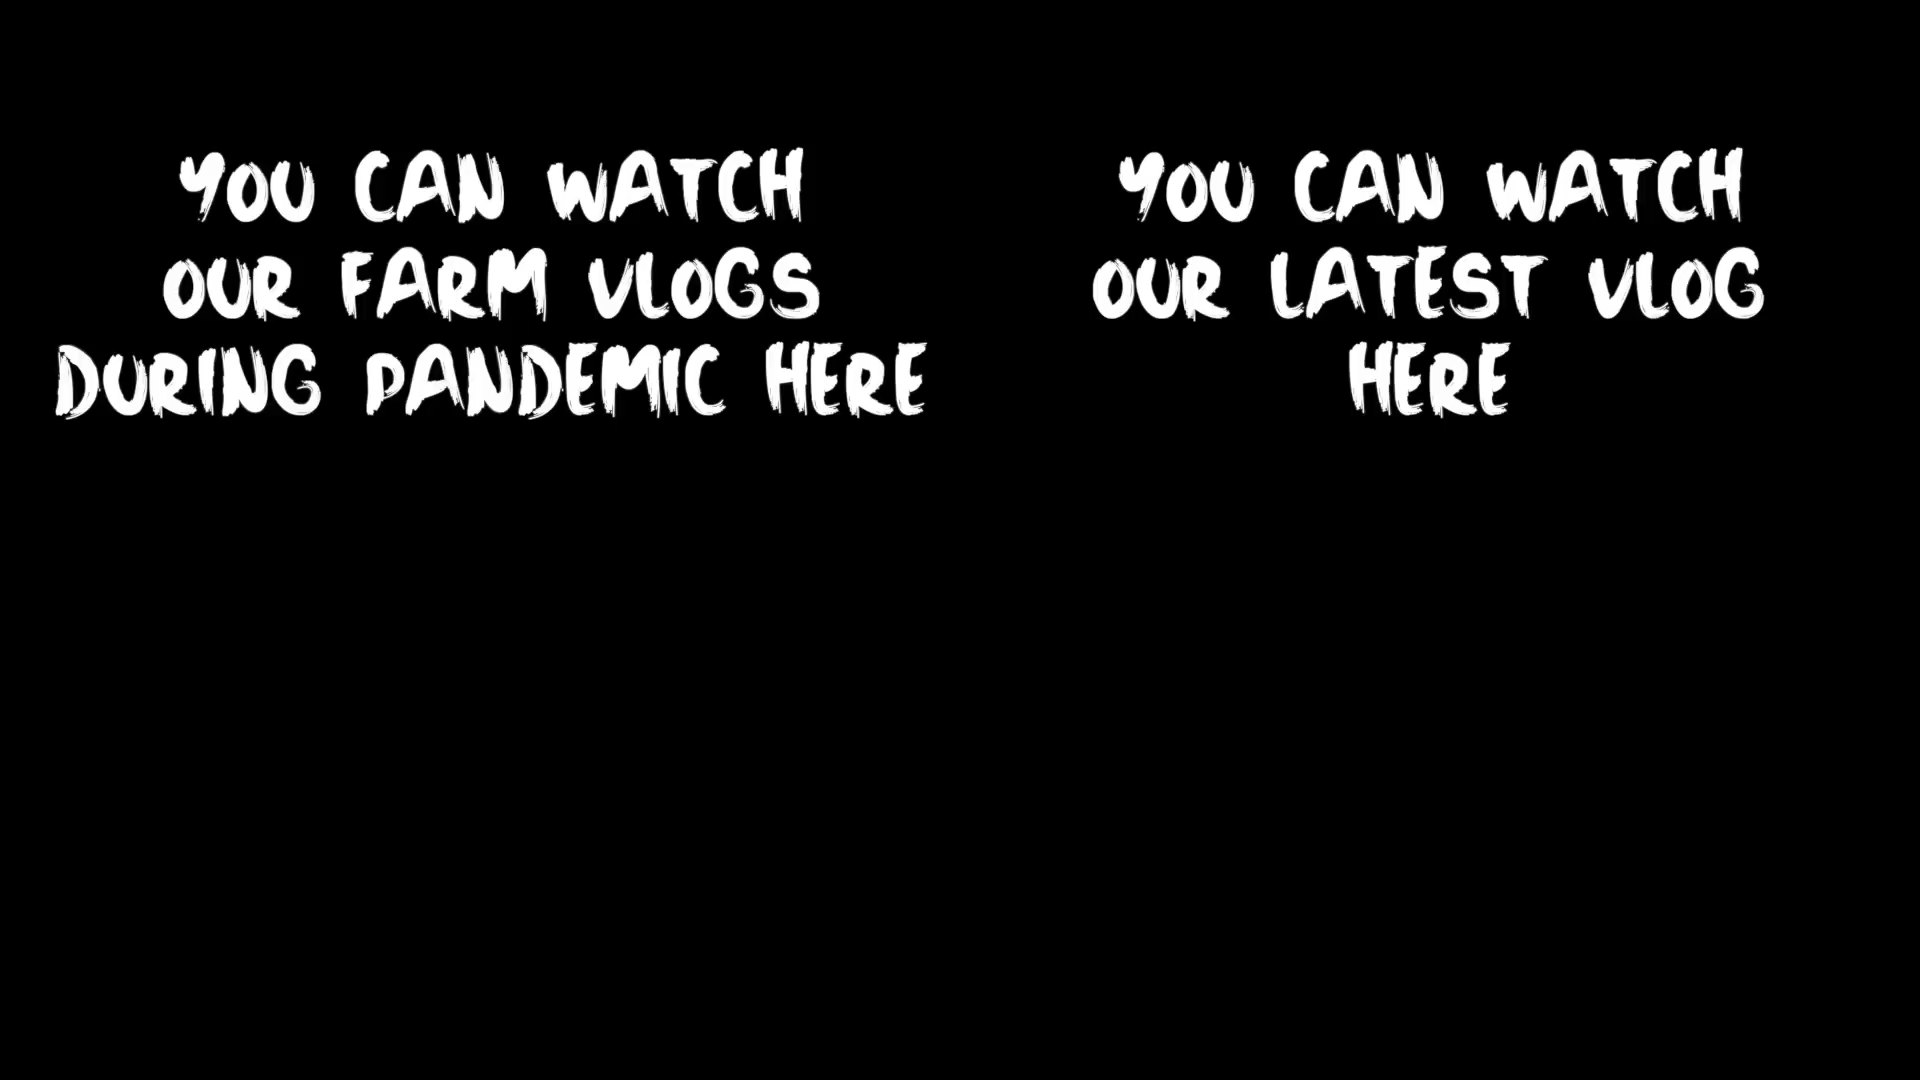 YOU CAN WATCH
OUR FARM VLOGS
DURING PANDEMIC HERE
YOU CAN WATCH
OUR LATEST VLOG
HERE